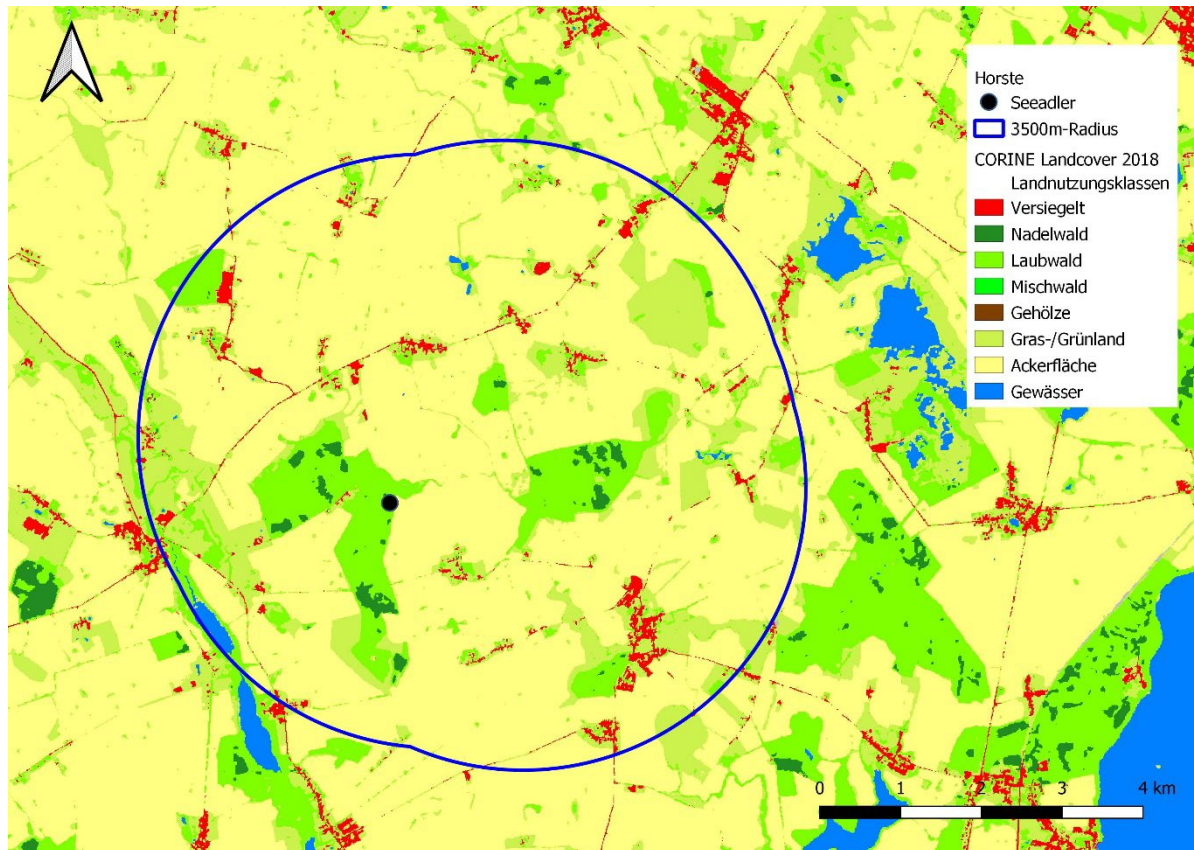 Horste
Seeadler
3500m-Radius
CORINE Landcover 2018
Landnutzungsklassen
Versiegelt
Nadelwald
Laubwald
Mischwald
Gehölze
Gras-/Grünland
Ackerfläche
Gewässer
0 1 2 3 4 km